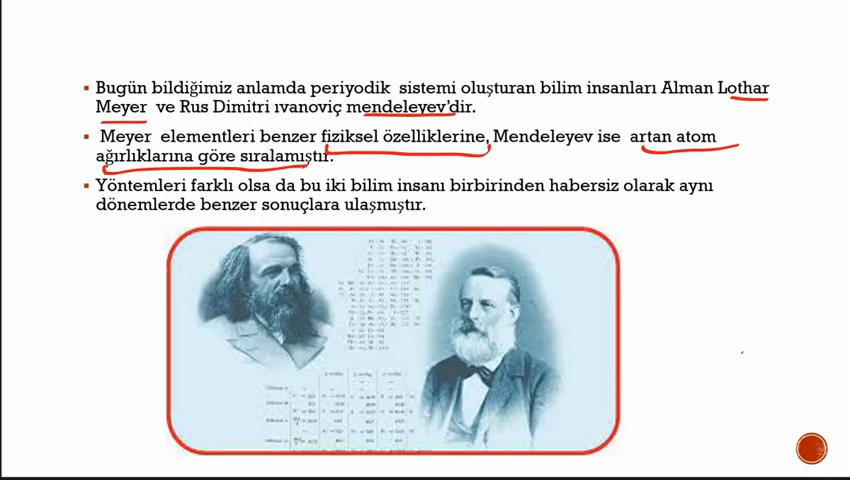 Bugün bildiğimiz anlamda periyodik sistemi oluşturan bilim insanları Alman Lothar
Meyer ve Rus Dimitri ıvanoviç mendeleyev'dir.
Meyer elementleri benzer fiziksel özelliklerine, Mendeleyev ise artan atom
ağırlıklarına göre sıralamıştır.
Yöntemleri farklı olsa da bu iki bilim insanı birbirinden habersiz olarak aynı
dönemlerde benzer sonuçlara ulaşmıştır.